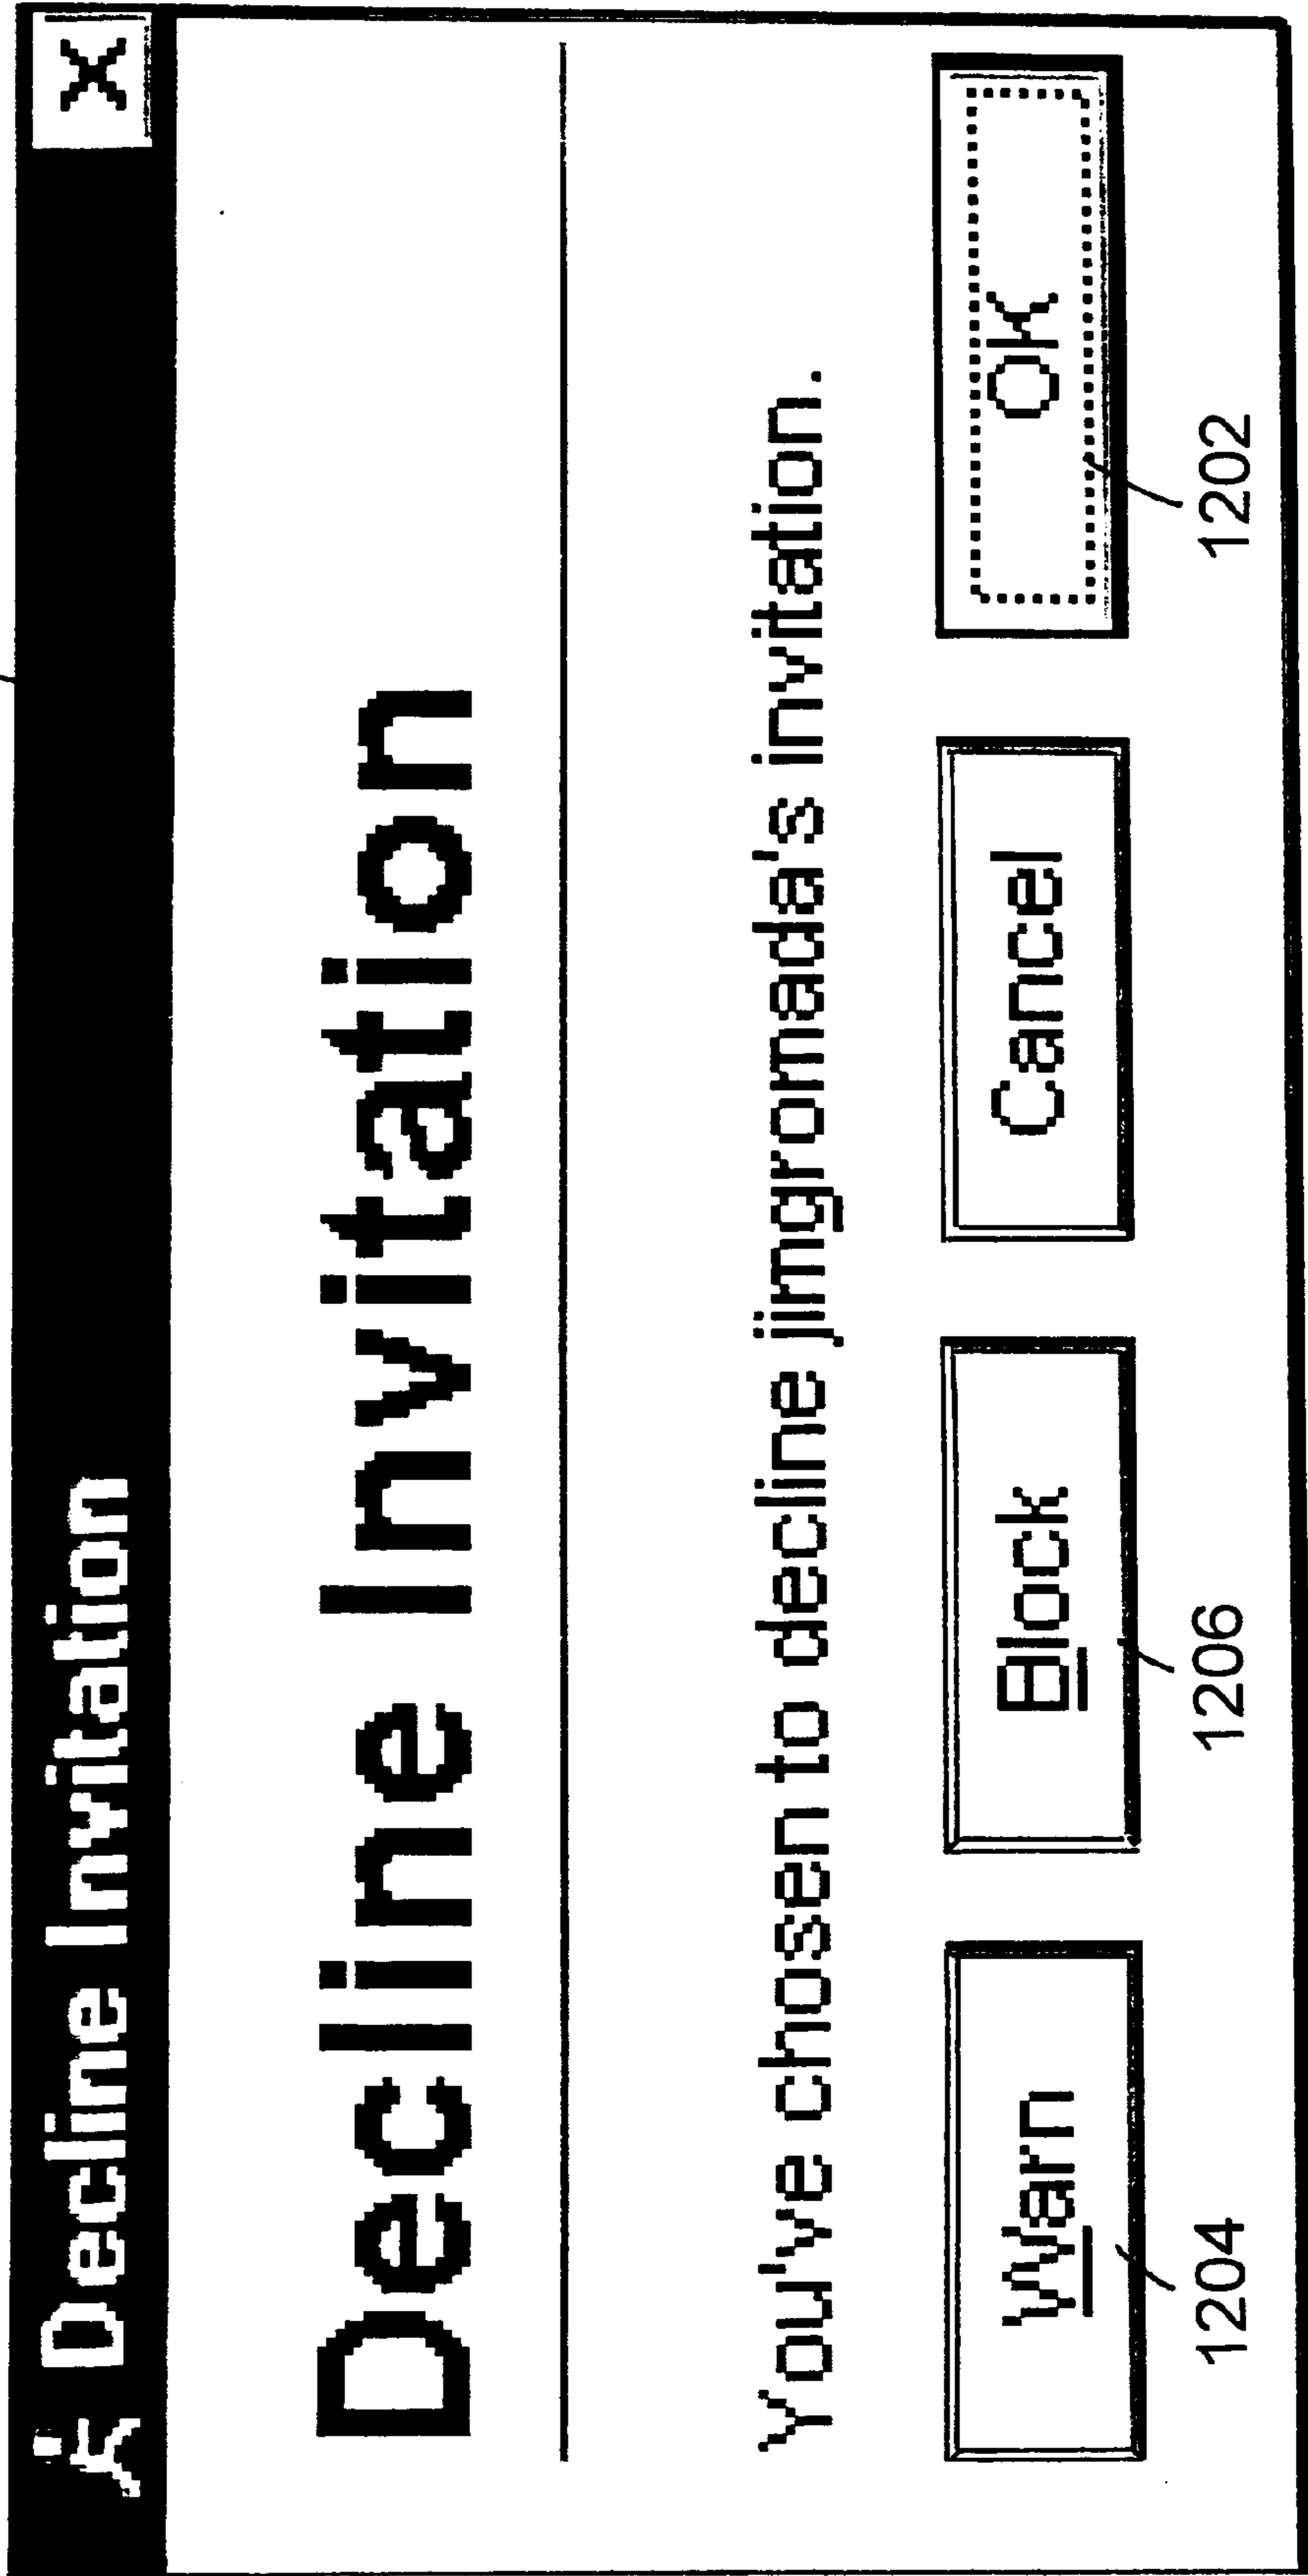 Decline Invitation X
Decline Invitation
You've chosen to decline jimgromada's invitation.
Warn Block Cancel OK
1204 1206 1202